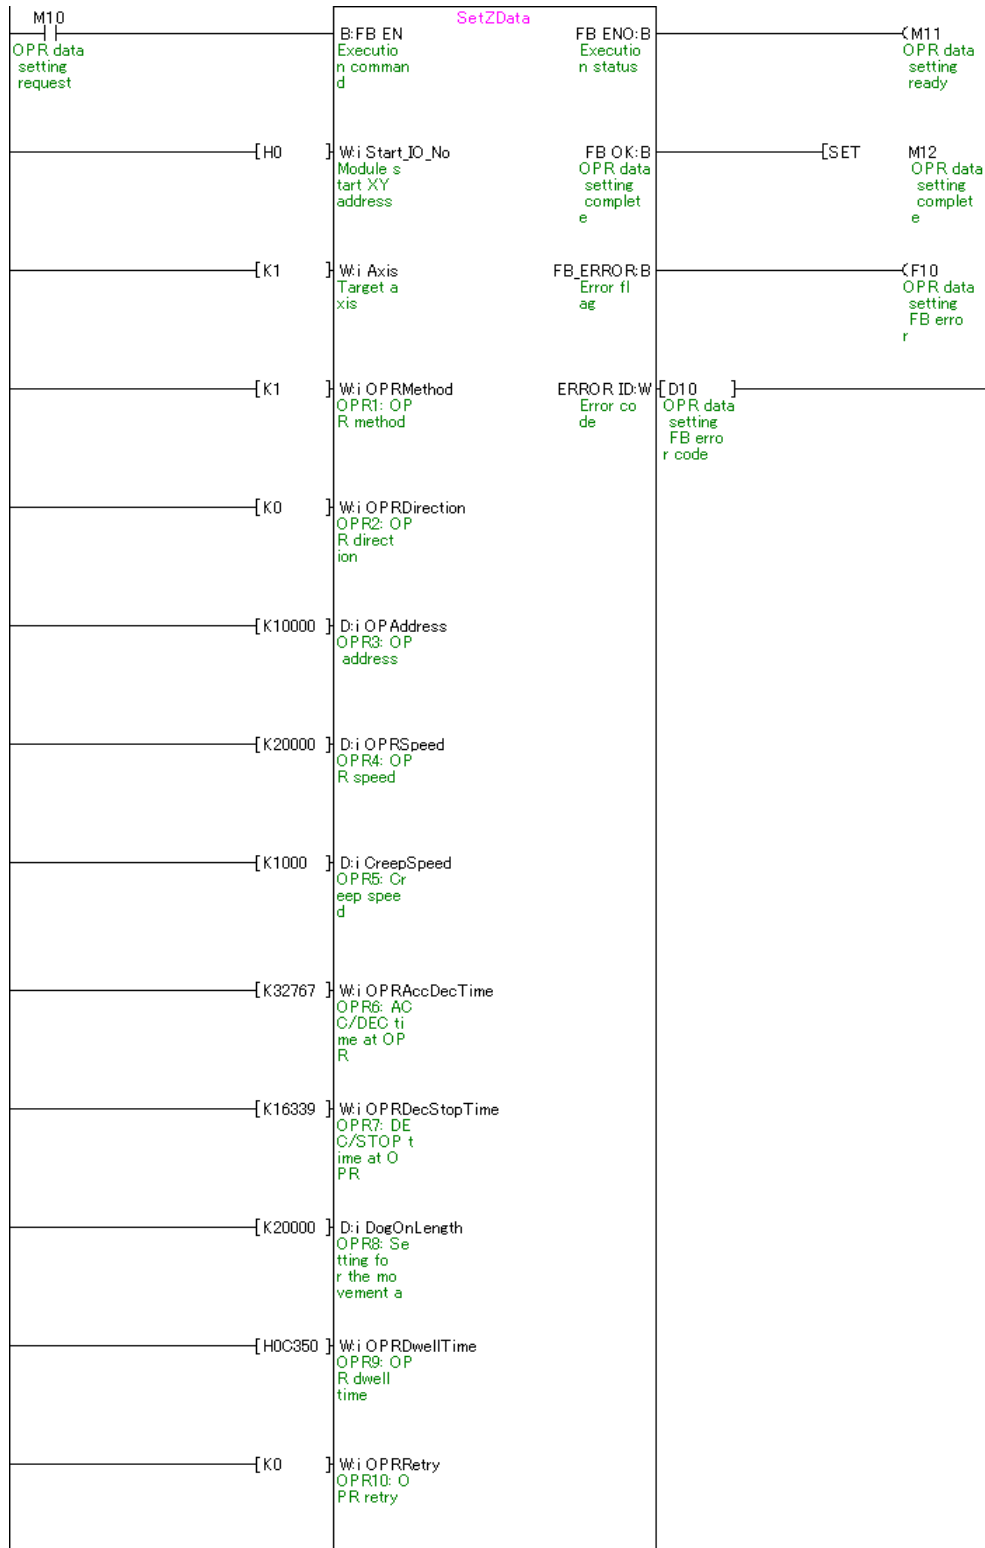 SetZData
M10
B:FB EN
FB ENO:B
M11
OPR data
setting
request
Executio
n comman
d
Executio
n status
OPR data
setting
ready
[ H0 ]
W:i Start_IO_No
FB OK:B
[SET M12
Module s
tart XY
address
OPR data
setting
complet
e
OPR data
setting
complet
e
[ K1 ]
W:i Axis
FB_ERROR:B
F10
Target a
xis
Error fl
ag
OPR data
setting
FB erro
r
[ K1 ]
W:i OPRMethod
ERROR ID:W
[ D10 ]
OPR1: OP
R method
Error co
de
OPR data
setting
FB erro
r code
[ K0 ]
W:i OPRDirection
OPR2: OP
R direct
ion
[ K10000 ]
D:i OPAddress
OPR3: OP
address
[ K20000 ]
D:i OPRSpeed
OPR4: OP
R speed
[ K1000 ]
D:i CreepSpeed
OPR5: Cr
eep spee
d
[ K32767 ]
W:i OPRAccDecTime
OPR6: AC
C/DEC ti
me at OP
R
[ K16339 ]
W:i OPRDecStopTime
OPR7: DE
C/STOP t
ime at O
PR
[ K20000 ]
D:i DogOnLength
OPR8: Se
tting fo
r the mo
vement a
[ H0C350 ]
W:i OPRDwellTime
OPR9: OP
R dwell
time
[ K0 ]
W:i OPRRetry
OPR10: O
PR retry